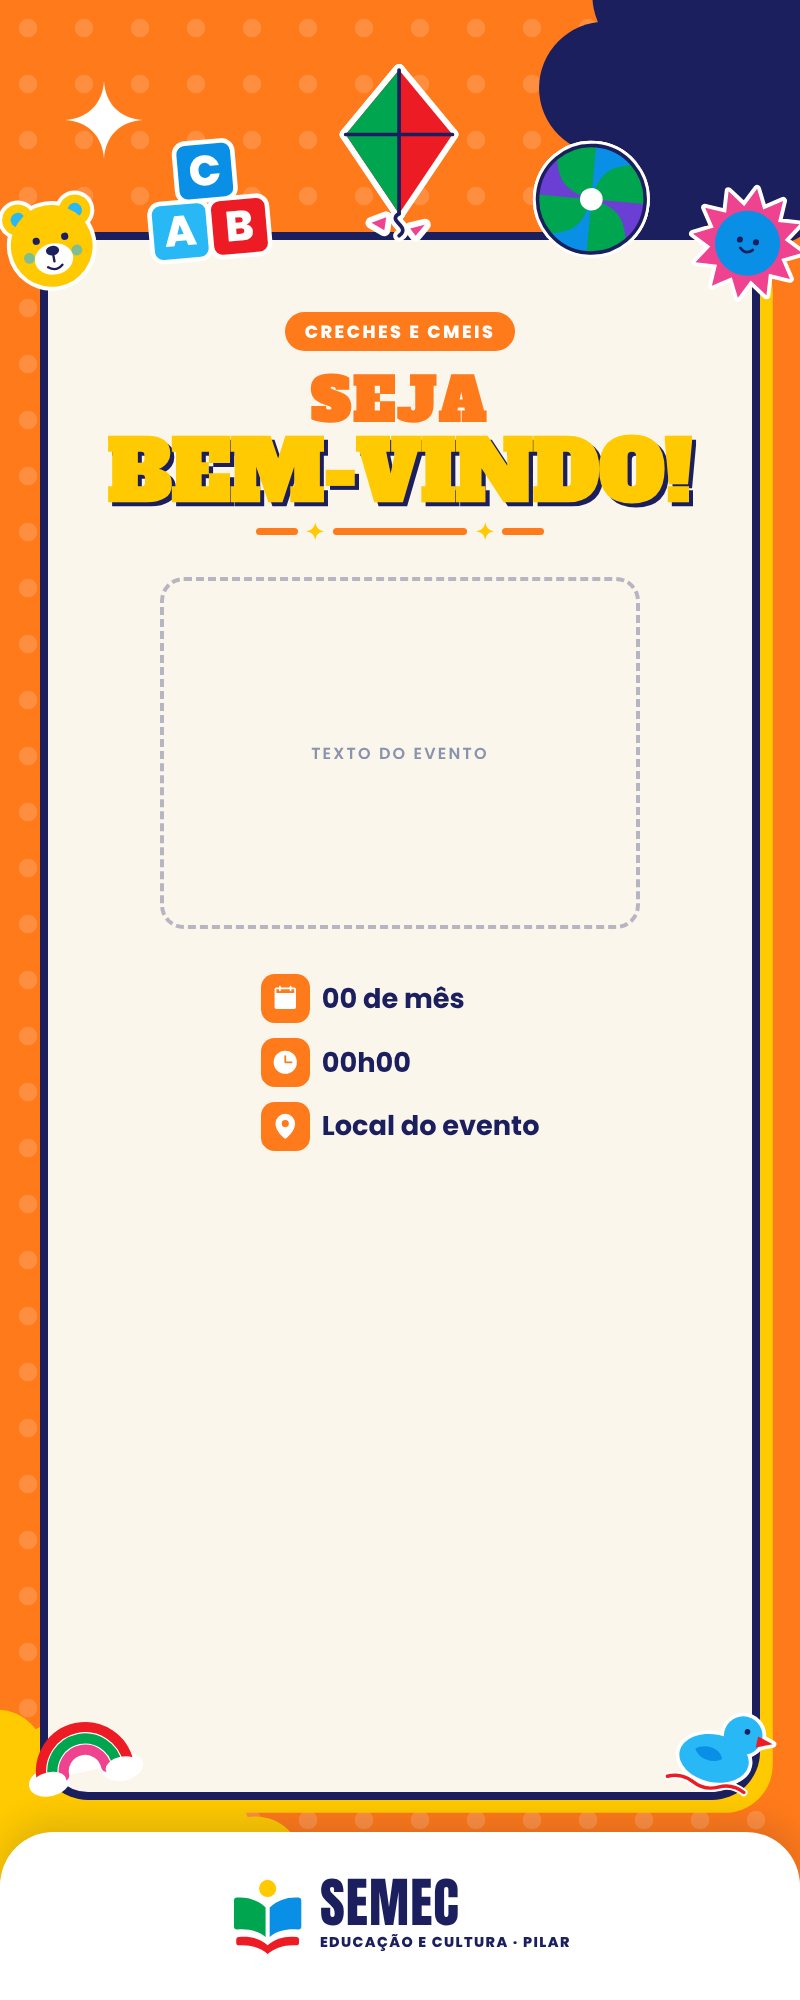 C
A B
CRECHES E CMEIS
SEJA
BEM-VINDO!
TEXTO DO EVENTO
00 de mês
00h00
Local do evento
SEMEC
EDUCAÇÃO E CULTURA · PILAR